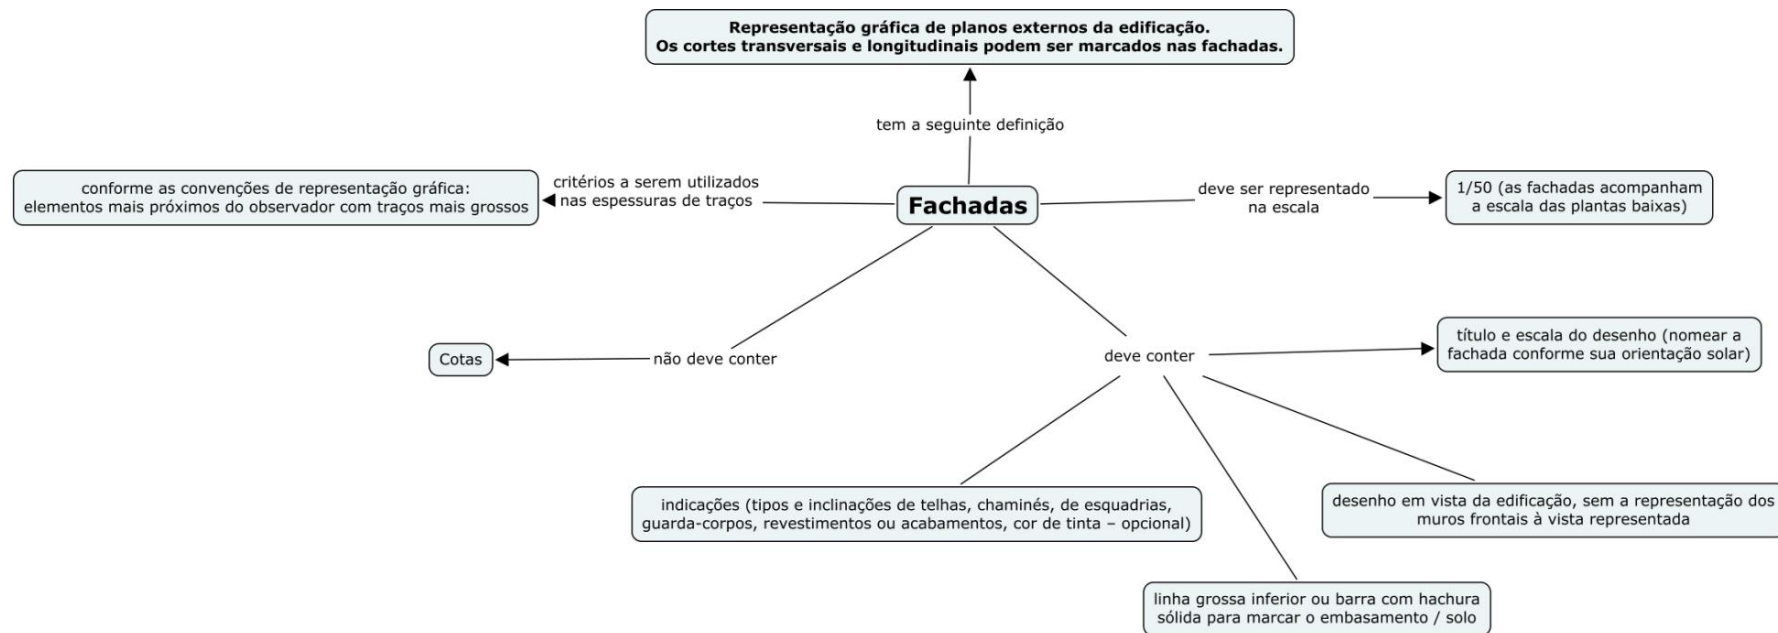 Representação gráfica de planos externos da edificação.
Os cortes transversais e longitudinais podem ser marcados nas fachadas.
tem a seguinte definição
conforme as convenções de representação gráfica:
elementos mais próximos do observador com traços mais grossos
critérios a serem utilizados
nas espessuras de traços
Fachadas
deve ser representado
na escala
1/50 (as fachadas acompanham
a escala das plantas baixas)
Cotas
não deve conter
deve conter
título e escala do desenho (nomear a
fachada conforme sua orientação solar)
indicações (tipos e inclinações de telhas, chaminés, de esquadrias,
guarda-corpos, revestimentos ou acabamentos, cor de tinta – opcional)
desenho em vista da edificação, sem a representação dos
muros frontais à vista representada
linha grossa inferior ou barra com hachura
sólida para marcar o embasamento / solo